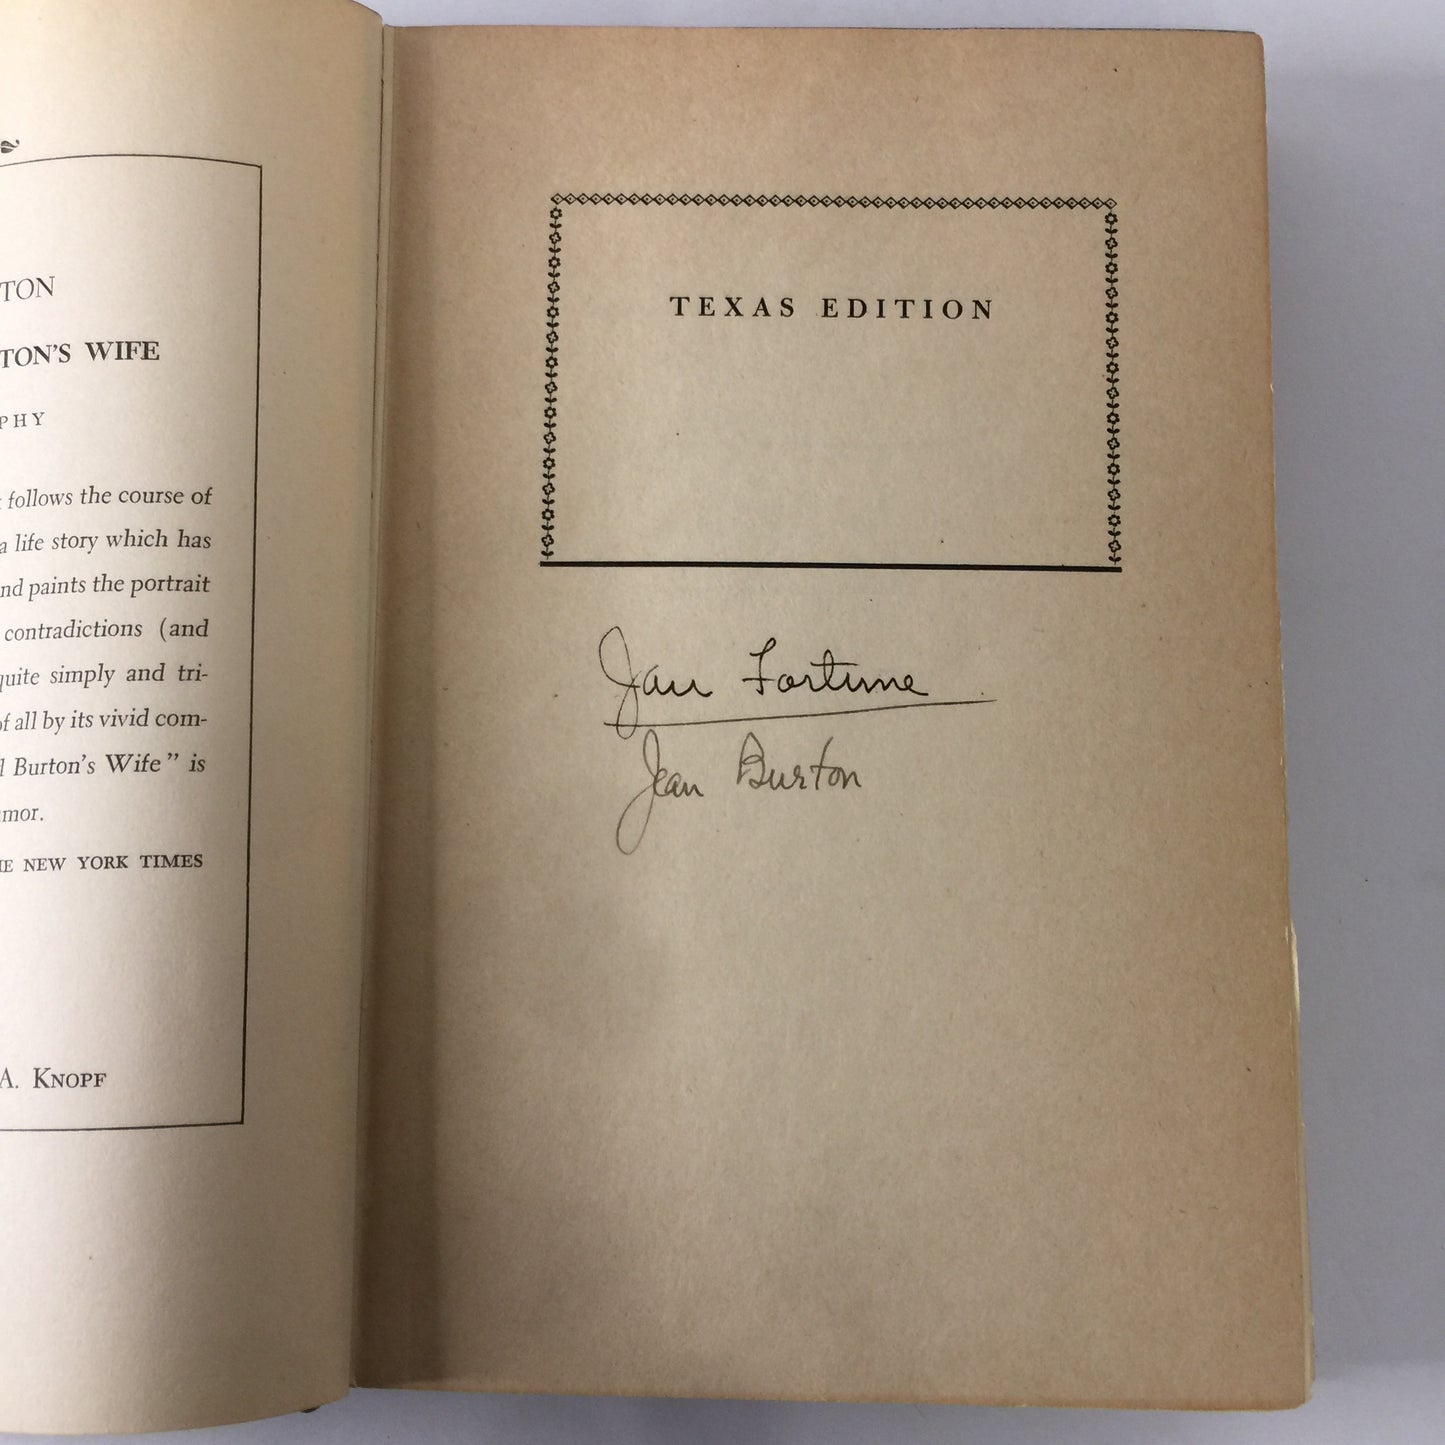 TON
TON'S WIFE
PHY
follows the course of
a life story which has
nd paints the portrait
contradictions (and
quite simply and tri-
of all by its vivid com-
l Burton's Wife" is
mor.
E NEW YORK TIMES
A. KNOPF
TEXAS EDITION
Jan Fortune
Jean Burton